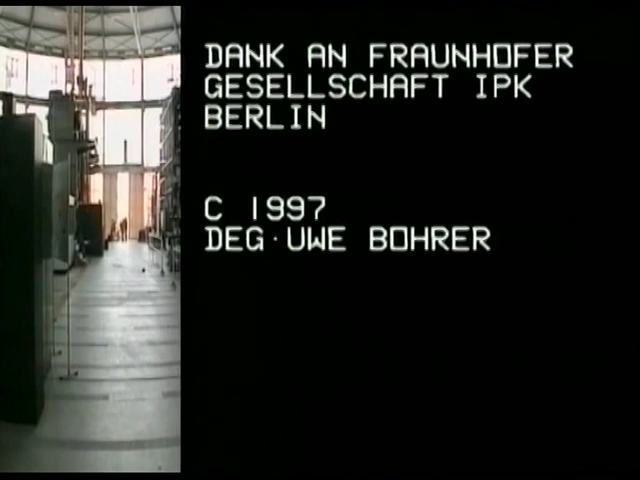 DANK AN FRAUNHOFER
GESELLSCHAFT IPK
BERLIN
C 1997
DEG·UWE BOHRER